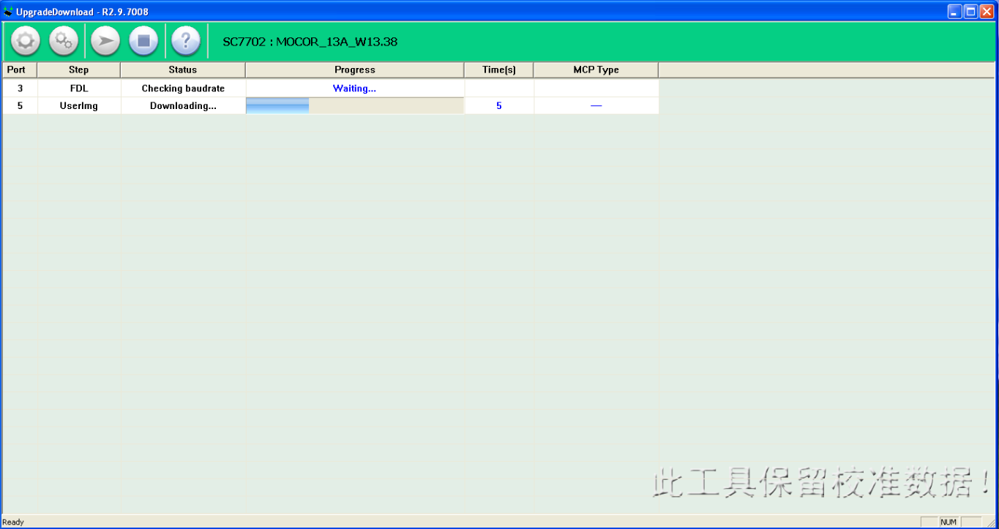 UpgradeDownload - R2.9.7008
SC7702 : MOCOR_13A_W13.38
Port Step Status Progress Time(s) MCP Type
3 FDL Checking baudrate Waiting...
5 UserImg Downloading... 5 —
此工具保留校准数据！
Ready NUM